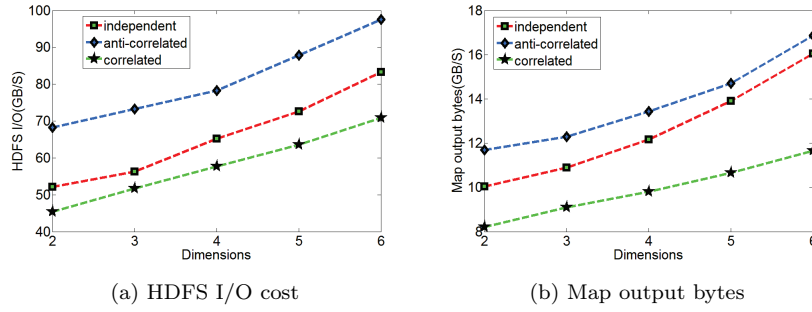 100
90
80
70
60
50
40
HDFS I/O(GB/S)
independent
anti-correlated
correlated
2
3
4
5
6
Dimensions
(a) HDFS I/O cost
18
16
14
12
10
8
Map output bytes(GB/S)
independent
anti-correlated
correlated
2
3
4
5
6
Dimensions
(b) Map output bytes